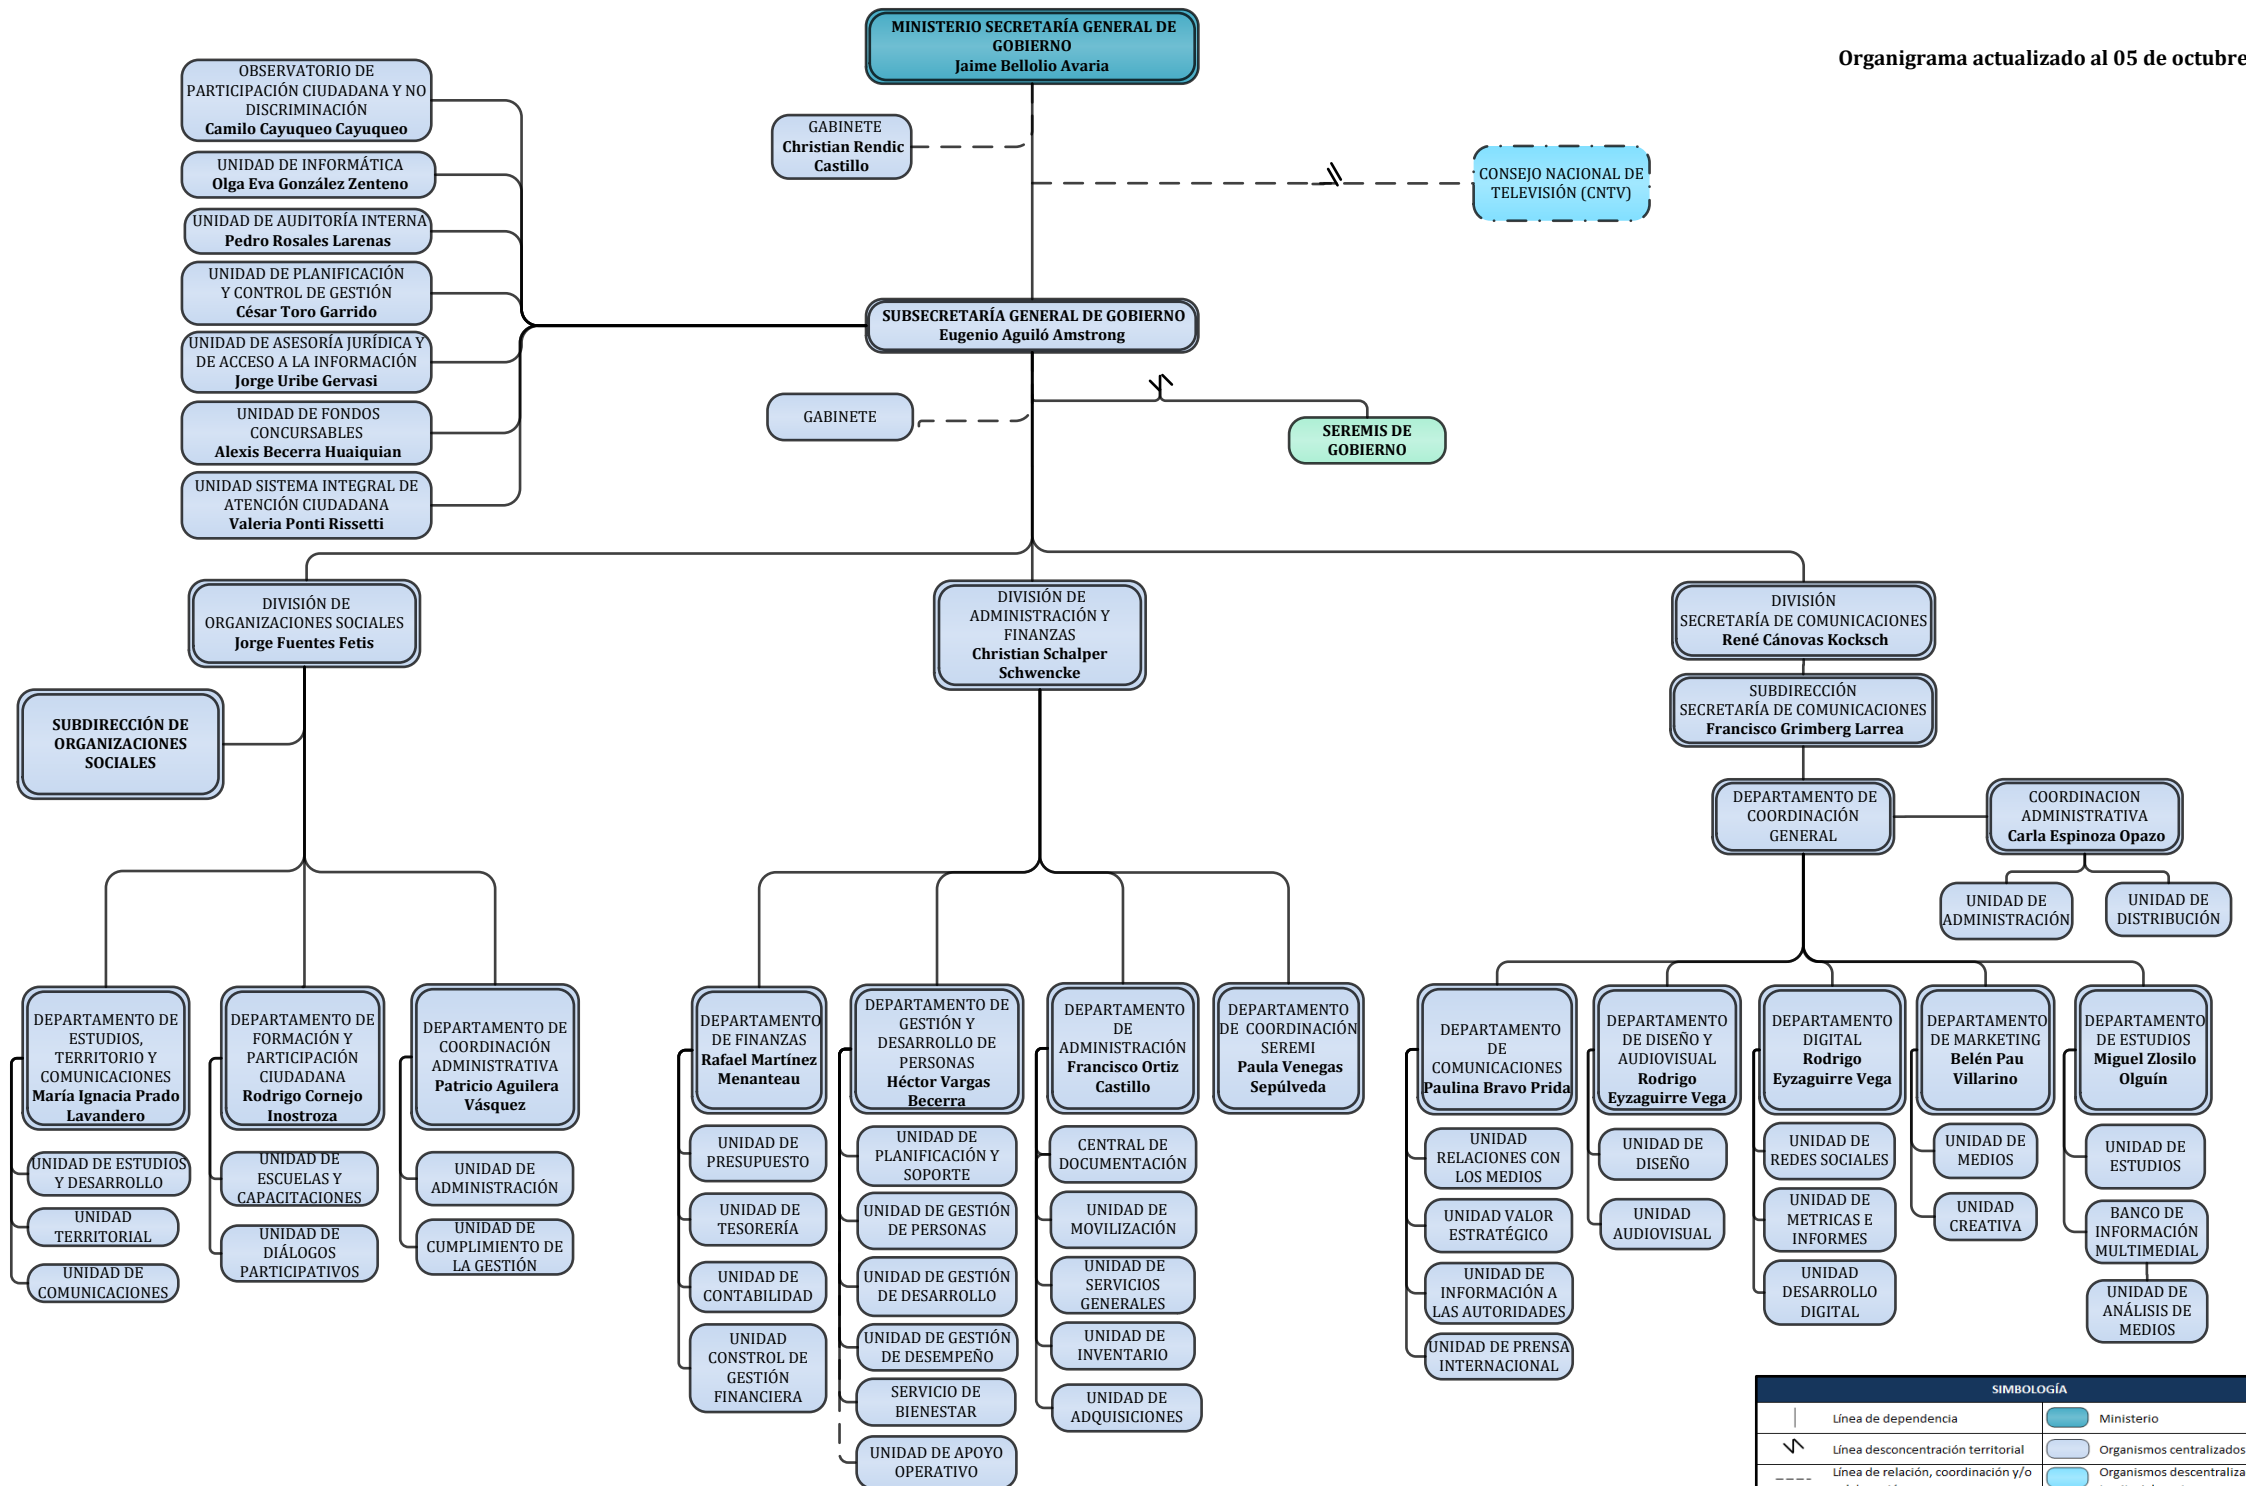 MINISTERIO SECRETARÍA GENERAL DE
GOBIERNO
Jaime Bellolio Avaria
Organigrama actualizado al 05 de octubre
OBSERVATORIO DE
PARTICIPACIÓN CIUDADANA Y NO
DISCRIMINACIÓN
Camilo Cayuqueo Cayuqueo
GABINETE
Christian Rendic
Castillo
CONSEJO NACIONAL DE
TELEVISIÓN (CNTV)
UNIDAD DE INFORMÁTICA
Olga Eva González Zenteno
UNIDAD DE AUDITORÍA INTERNA
Pedro Rosales Larenas
UNIDAD DE PLANIFICACIÓN
Y CONTROL DE GESTIÓN
César Toro Garrido
SUBSECRETARÍA GENERAL DE GOBIERNO
Eugenio Aguiló Amstrong
UNIDAD DE ASESORÍA JURÍDICA Y
DE ACCESO A LA INFORMACIÓN
Jorge Uribe Gervasi
UNIDAD DE FONDOS
CONCURSABLES
Alexis Becerra Huaiquian
GABINETE
SEREMIS DE
GOBIERNO
UNIDAD SISTEMA INTEGRAL DE
ATENCIÓN CIUDADANA
Valeria Ponti Rissetti
DIVISIÓN DE
ORGANIZACIONES SOCIALES
Jorge Fuentes Fetis
DIVISIÓN DE
ADMINISTRACIÓN Y
FINANZAS
Christian Schalper
Schwencke
DIVISIÓN
SECRETARÍA DE COMUNICACIONES
René Cánovas Kocksch
SUBDIRECCIÓN
SECRETARÍA DE COMUNICACIONES
Francisco Grimberg Larrea
SUBDIRECCIÓN DE
ORGANIZACIONES
SOCIALES
DEPARTAMENTO DE
COORDINACIÓN
GENERAL
COORDINACION
ADMINISTRATIVA
Carla Espinoza Opazo
UNIDAD DE
ADMINISTRACIÓN
UNIDAD DE
DISTRIBUCIÓN
DEPARTAMENTO DE
ESTUDIOS,
TERRITORIO Y
COMUNICACIONES
María Ignacia Prado
Lavandero
UNIDAD DE ESTUDIOS
Y DESARROLLO
UNIDAD
TERRITORIAL
UNIDAD DE
COMUNICACIONES
DEPARTAMENTO DE
FORMACIÓN Y
PARTICIPACIÓN
CIUDADANA
Rodrigo Cornejo
Inostroza
UNIDAD DE
ESCUELAS Y
CAPACITACIONES
UNIDAD DE
DIÁLOGOS
PARTICIPATIVOS
DEPARTAMENTO DE
COORDINACIÓN
ADMINISTRATIVA
Patricio Aguilera
Vásquez
UNIDAD DE
ADMINISTRACIÓN
UNIDAD DE
CUMPLIMIENTO DE
LA GESTIÓN
DEPARTAMENTO
DE FINANZAS
Rafael Martínez
Menanteau
UNIDAD DE
PRESUPUESTO
UNIDAD DE
TESORERÍA
UNIDAD DE
CONTABILIDAD
UNIDAD
CONSTROL DE
GESTIÓN
FINANCIERA
DEPARTAMENTO DE
GESTIÓN Y
DESARROLLO DE
PERSONAS
Héctor Vargas
Becerra
UNIDAD DE
PLANIFICACIÓN Y
SOPORTE
UNIDAD DE GESTIÓN
DE PERSONAS
UNIDAD DE GESTIÓN
DE DESARROLLO
UNIDAD DE GESTIÓN
DE DESEMPEÑO
SERVICIO DE
BIENESTAR
UNIDAD DE APOYO
OPERATIVO
DEPARTAMENTO
DE
ADMINISTRACIÓN
Francisco Ortiz
Castillo
CENTRAL DE
DOCUMENTACIÓN
UNIDAD DE
MOVILIZACIÓN
UNIDAD DE
SERVICIOS
GENERALES
UNIDAD DE
INVENTARIO
UNIDAD DE
ADQUISICIONES
DEPARTAMENTO
DE COORDINACIÓN
SEREMI
Paula Venegas
Sepúlveda
DEPARTAMENTO
DE
COMUNICACIONES
Paulina Bravo Prida
UNIDAD
RELACIONES CON
LOS MEDIOS
UNIDAD VALOR
ESTRATÉGICO
UNIDAD DE
INFORMACIÓN A
LAS AUTORIDADES
UNIDAD DE PRENSA
INTERNACIONAL
DEPARTAMENTO
DE DISEÑO Y
AUDIOVISUAL
Rodrigo
Eyzaguirre Vega
UNIDAD DE
DISEÑO
UNIDAD
AUDIOVISUAL
DEPARTAMENTO
DIGITAL
Rodrigo
Eyzaguirre Vega
UNIDAD DE
REDES SOCIALES
UNIDAD DE
METRICAS E
INFORMES
UNIDAD
DESARROLLO
DIGITAL
DEPARTAMENTO
DE MARKETING
Belén Pau
Villarino
UNIDAD DE
MEDIOS
UNIDAD
CREATIVA
DEPARTAMENTO
DE ESTUDIOS
Miguel Zlosilo
Olguín
UNIDAD DE
ESTUDIOS
BANCO DE
INFORMACIÓN
MULTIMEDIAL
UNIDAD DE
ANÁLISIS DE
MEDIOS
SIMBOLOGÍA
Línea de dependencia
Ministerio
Línea desconcentración territorial
Organismos centralizados
Línea de relación, coordinación y/o
Organismos descentraliza